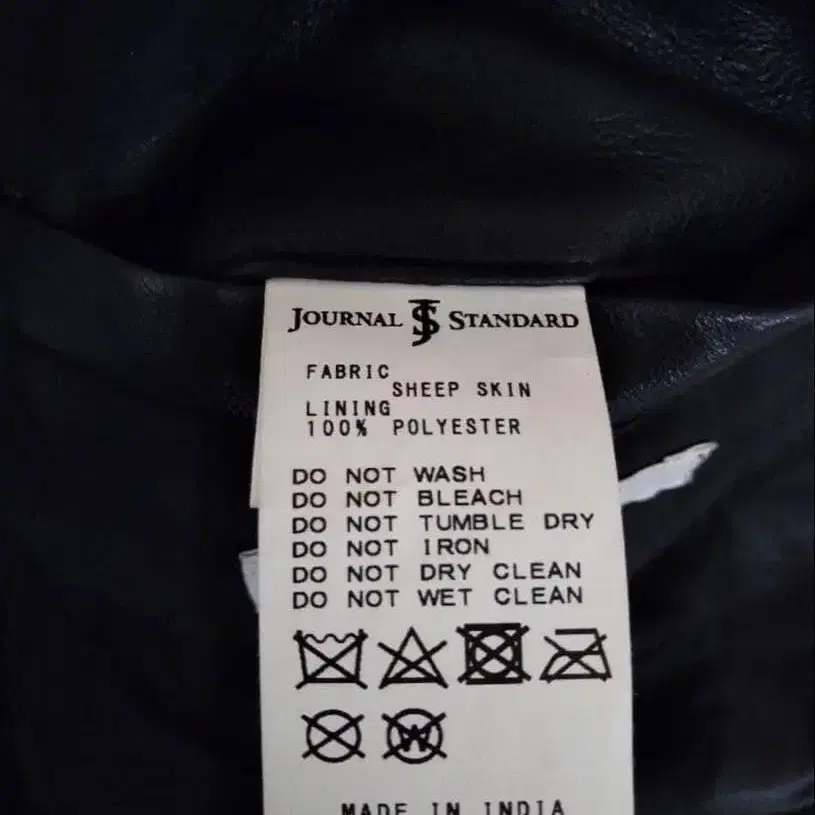 JOURNAL JS STANDARD
FABRIC
SHEEP SKIN
LINING
100% POLYESTER
DO NOT WASH
DO NOT BLEACH
DO NOT TUMBLE DRY
DO NOT IRON
DO NOT DRY CLEAN
DO NOT WET CLEAN
W
MADE IN INDIA